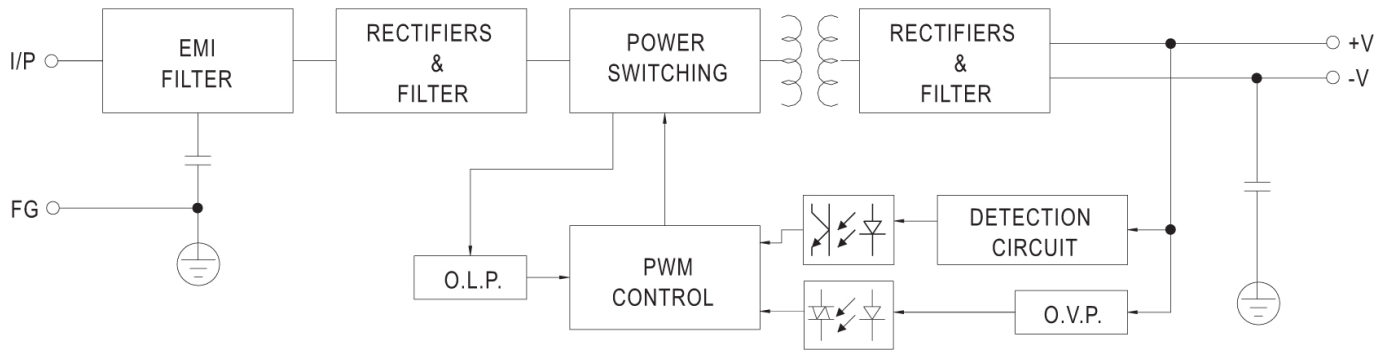 I/P
EMI
FILTER
RECTIFIERS
&
FILTER
POWER
SWITCHING
RECTIFIERS
&
FILTER
+V
-V
FG
O.L.P.
PWM
CONTROL
DETECTION
CIRCUIT
O.V.P.